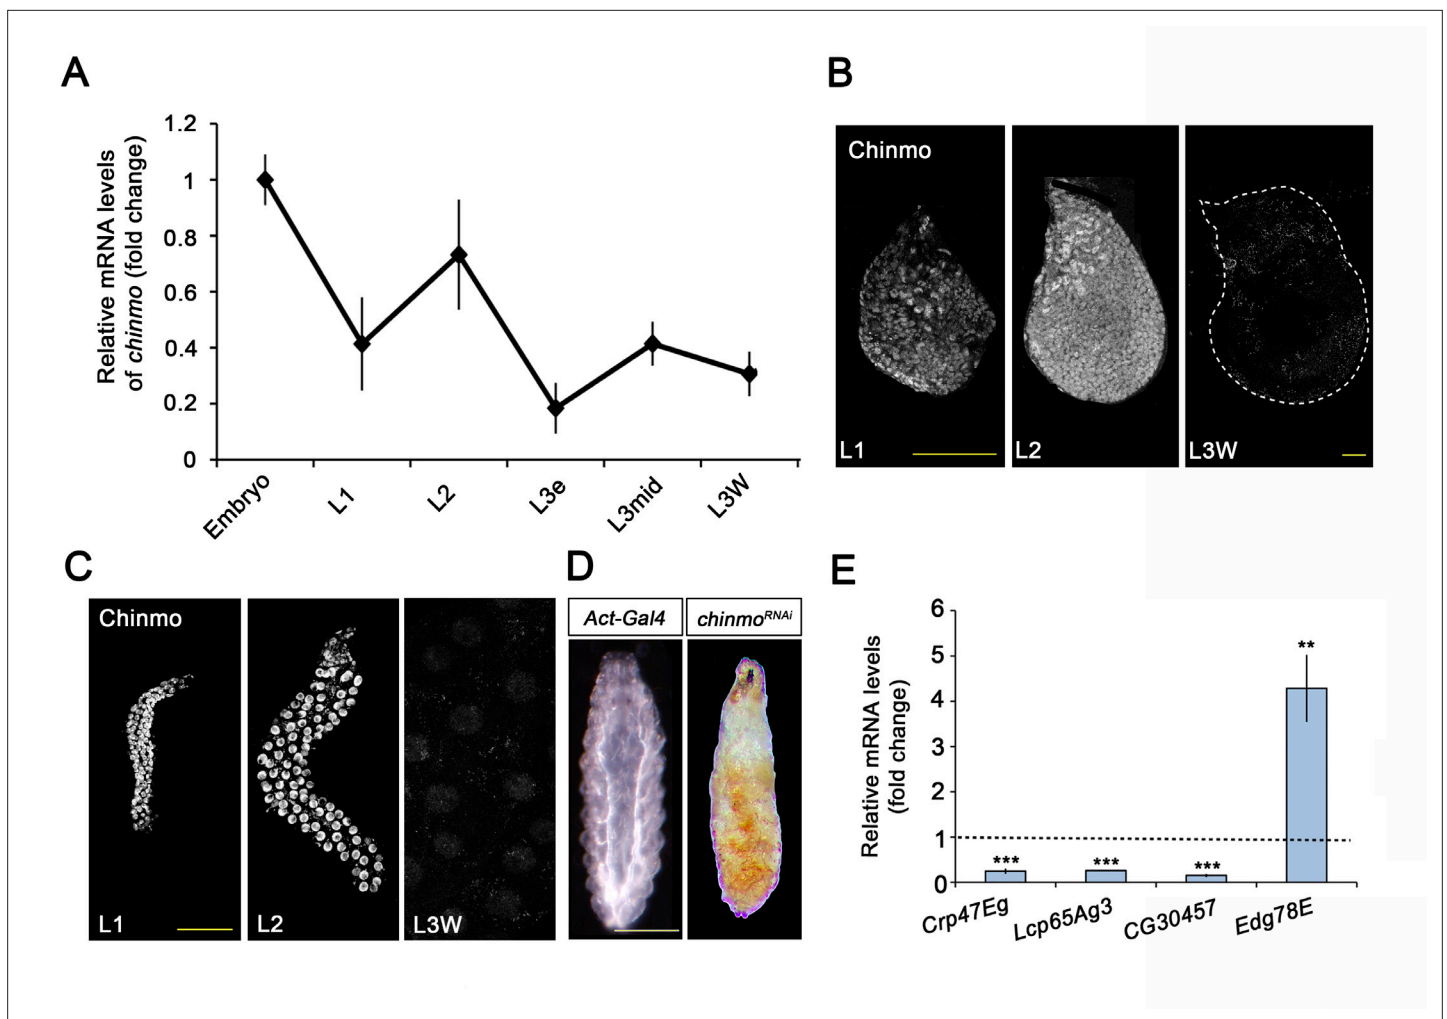 A
Relative mRNA levels
of chinmo (fold change)
1.2
1
0.8
0.6
0.4
0.2
0
Embryo
L1
L2
L3e
L3mid
L3W
B
Chinmo
L1
L2
L3W
C
Chinmo
L1
L2
L3W
D
Act-Gal4
chinmoRNAi
E
Relative mRNA levels
(fold change)
6
5
4
3
2
1
0
***
***
***
**
Crp47Eg
Lcp65Ag3
CG30457
Edg78E